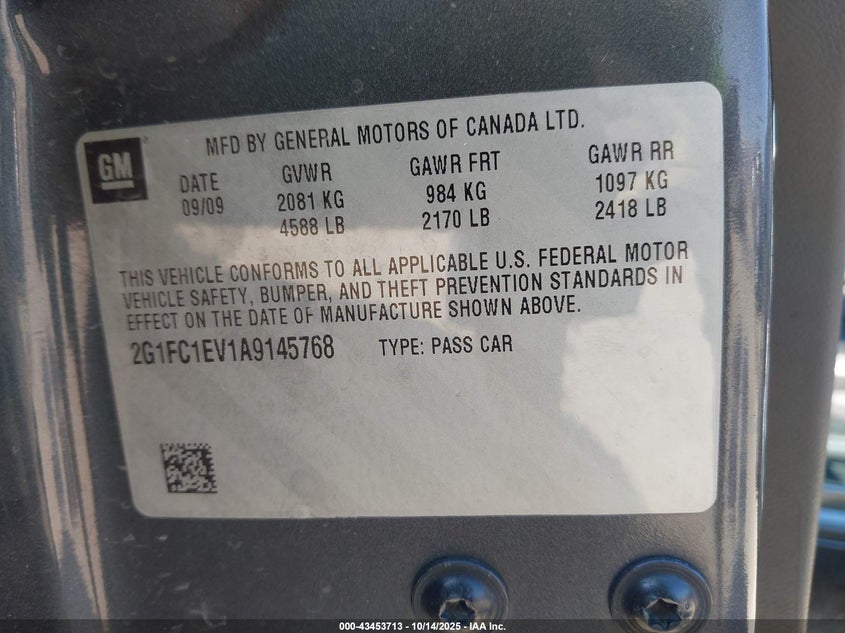 MFD BY GENERAL MOTORS OF CANADA LTD.
GM
DATE GVWR GAWR FRT GAWR RR
09/09 2081 KG 984 KG 1097 KG
4588 LB 2170 LB 2418 LB
THIS VEHICLE CONFORMS TO ALL APPLICABLE U.S. FEDERAL MOTOR
VEHICLE SAFETY, BUMPER, AND THEFT PREVENTION STANDARDS IN
EFFECT ON THE DATE OF MANUFACTURE SHOWN ABOVE.
2G1FC1EV1A9145768 TYPE: PASS CAR
000-43453713 - 10/14/2025 - IAA Inc.